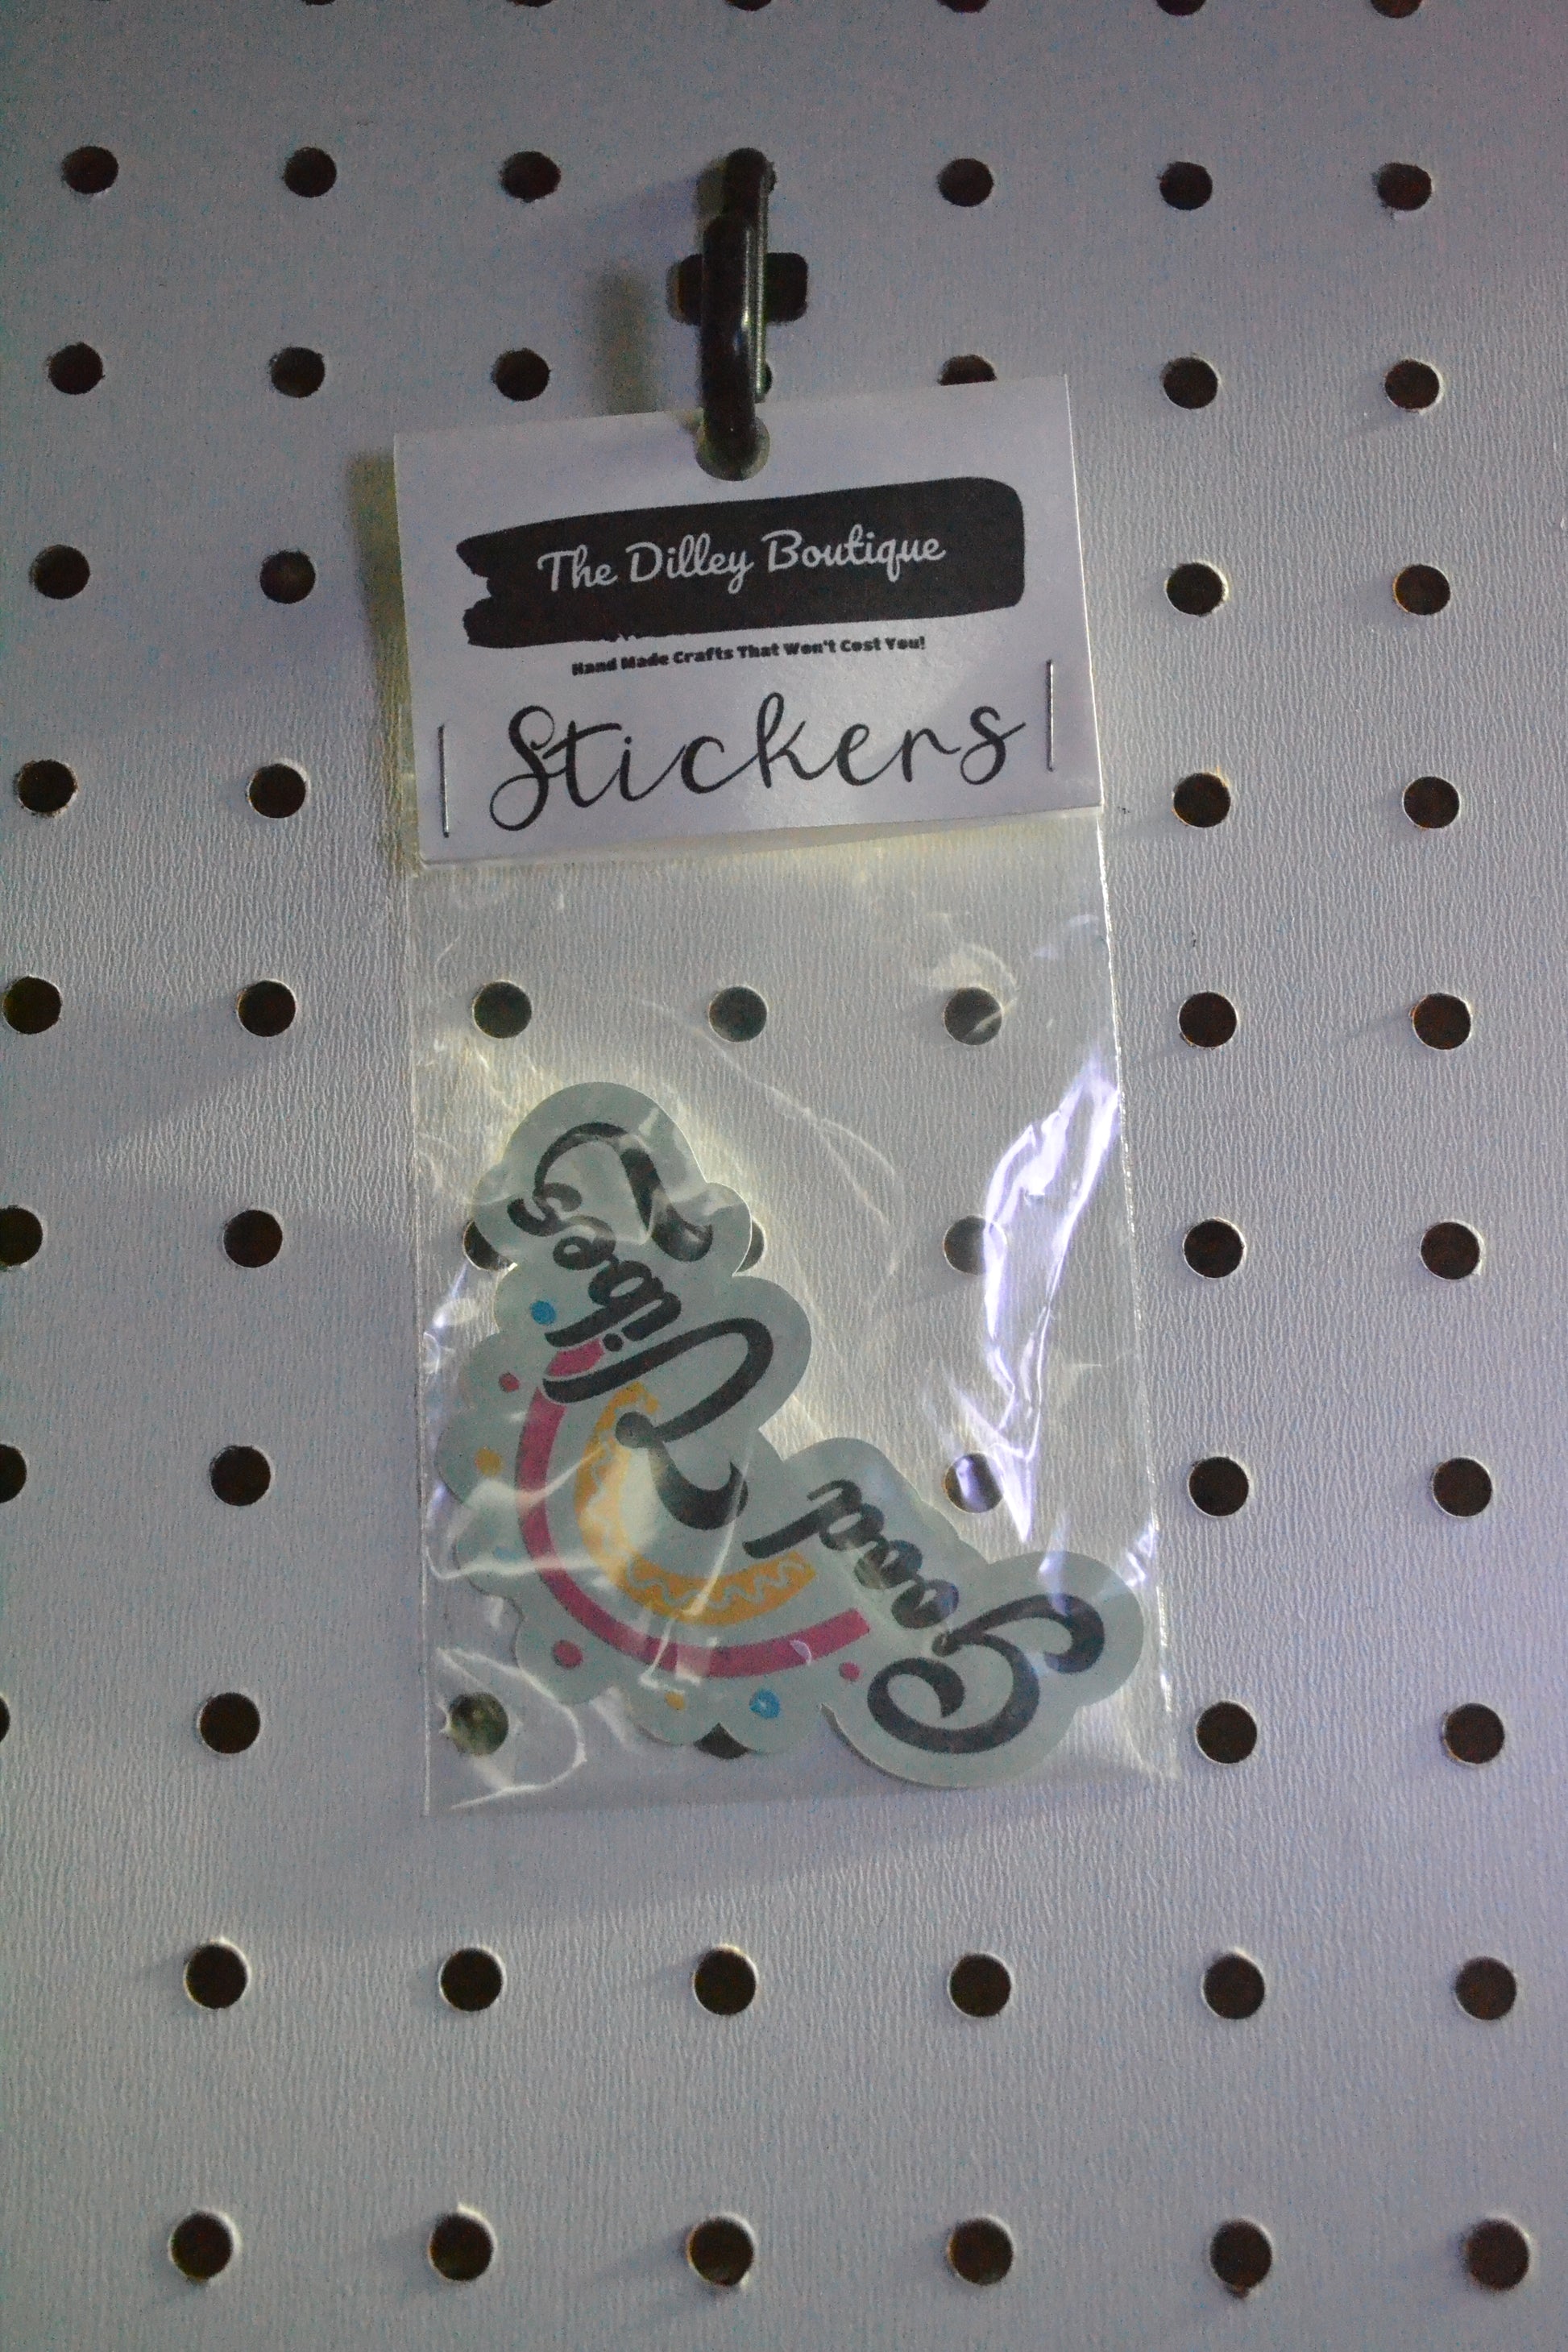 The Dilley Boutique
Hand Made Crafts That Won't Cost You!
Stickers
Good
Vibes